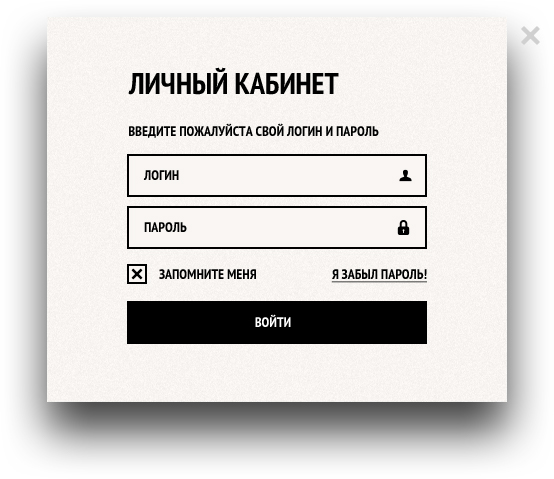 ЛИЧНЫЙ КАБИНЕТ
ВВЕДИТЕ ПОЖАЛУЙСТА СВОЙ ЛОГИН И ПАРОЛЬ
ЛОГИН
ПАРОЛЬ
ЗАПОМНИТЕ МЕНЯ Я ЗАБЫЛ ПАРОЛЬ!
ВОЙТИ